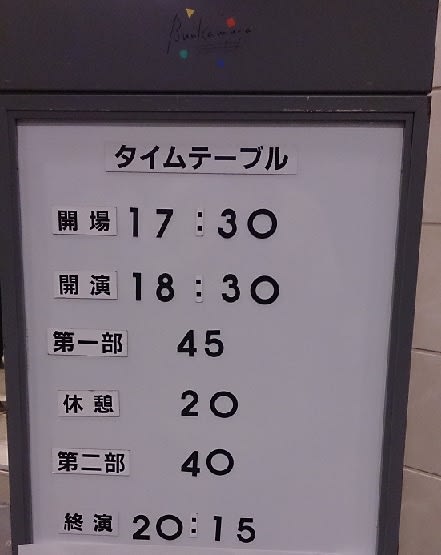 Bunkamura
タイムテーブル
開場 17:30
開演 18:30
第一部 45
休憩 20
第二部 40
終演 20:15